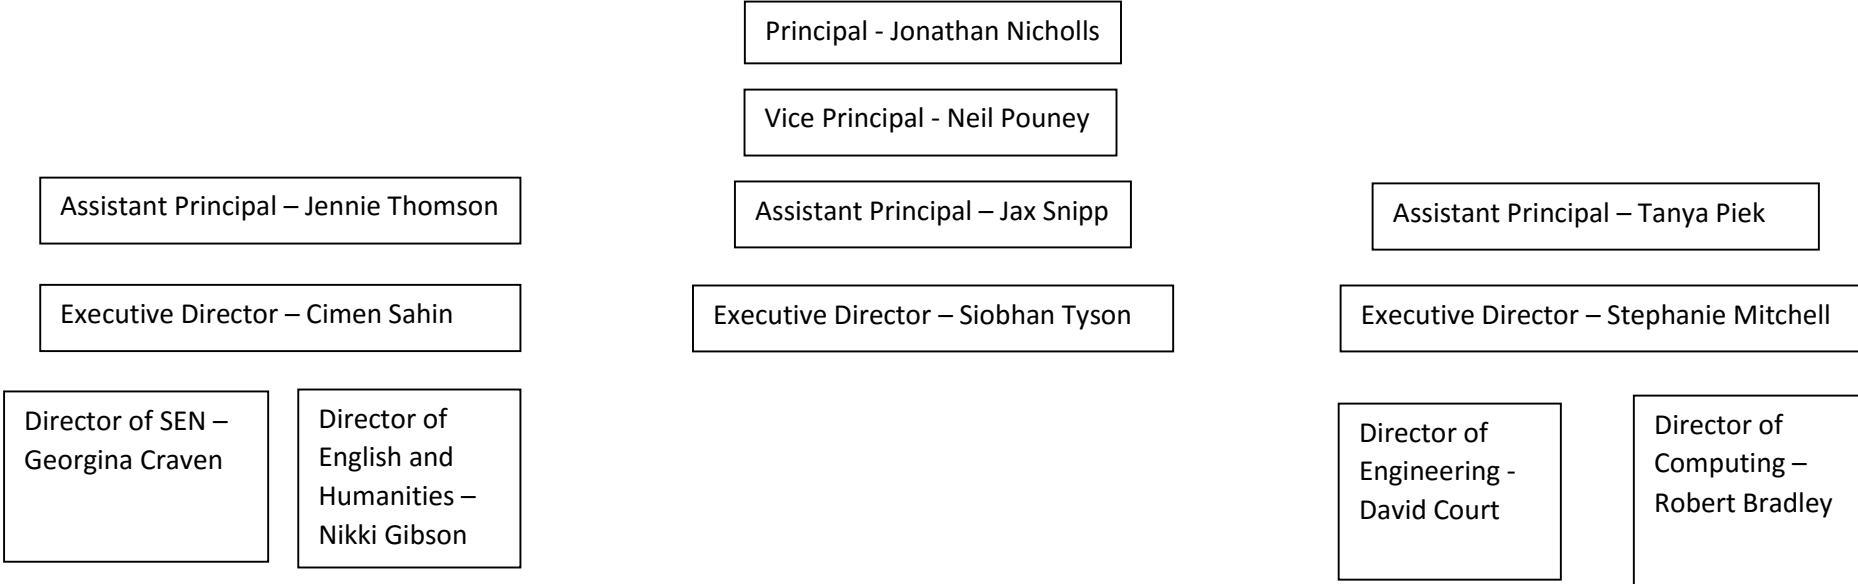 Principal - Jonathan Nicholls
Vice Principal - Neil Pouney
Assistant Principal – Jennie Thomson
Assistant Principal – Jax Snipp
Assistant Principal – Tanya Piek
Executive Director – Cimen Sahin
Executive Director – Siobhan Tyson
Executive Director – Stephanie Mitchell
Director of SEN –
Georgina Craven
Director of
English and
Humanities –
Nikki Gibson
Director of
Engineering -
David Court
Director of
Computing –
Robert Bradley